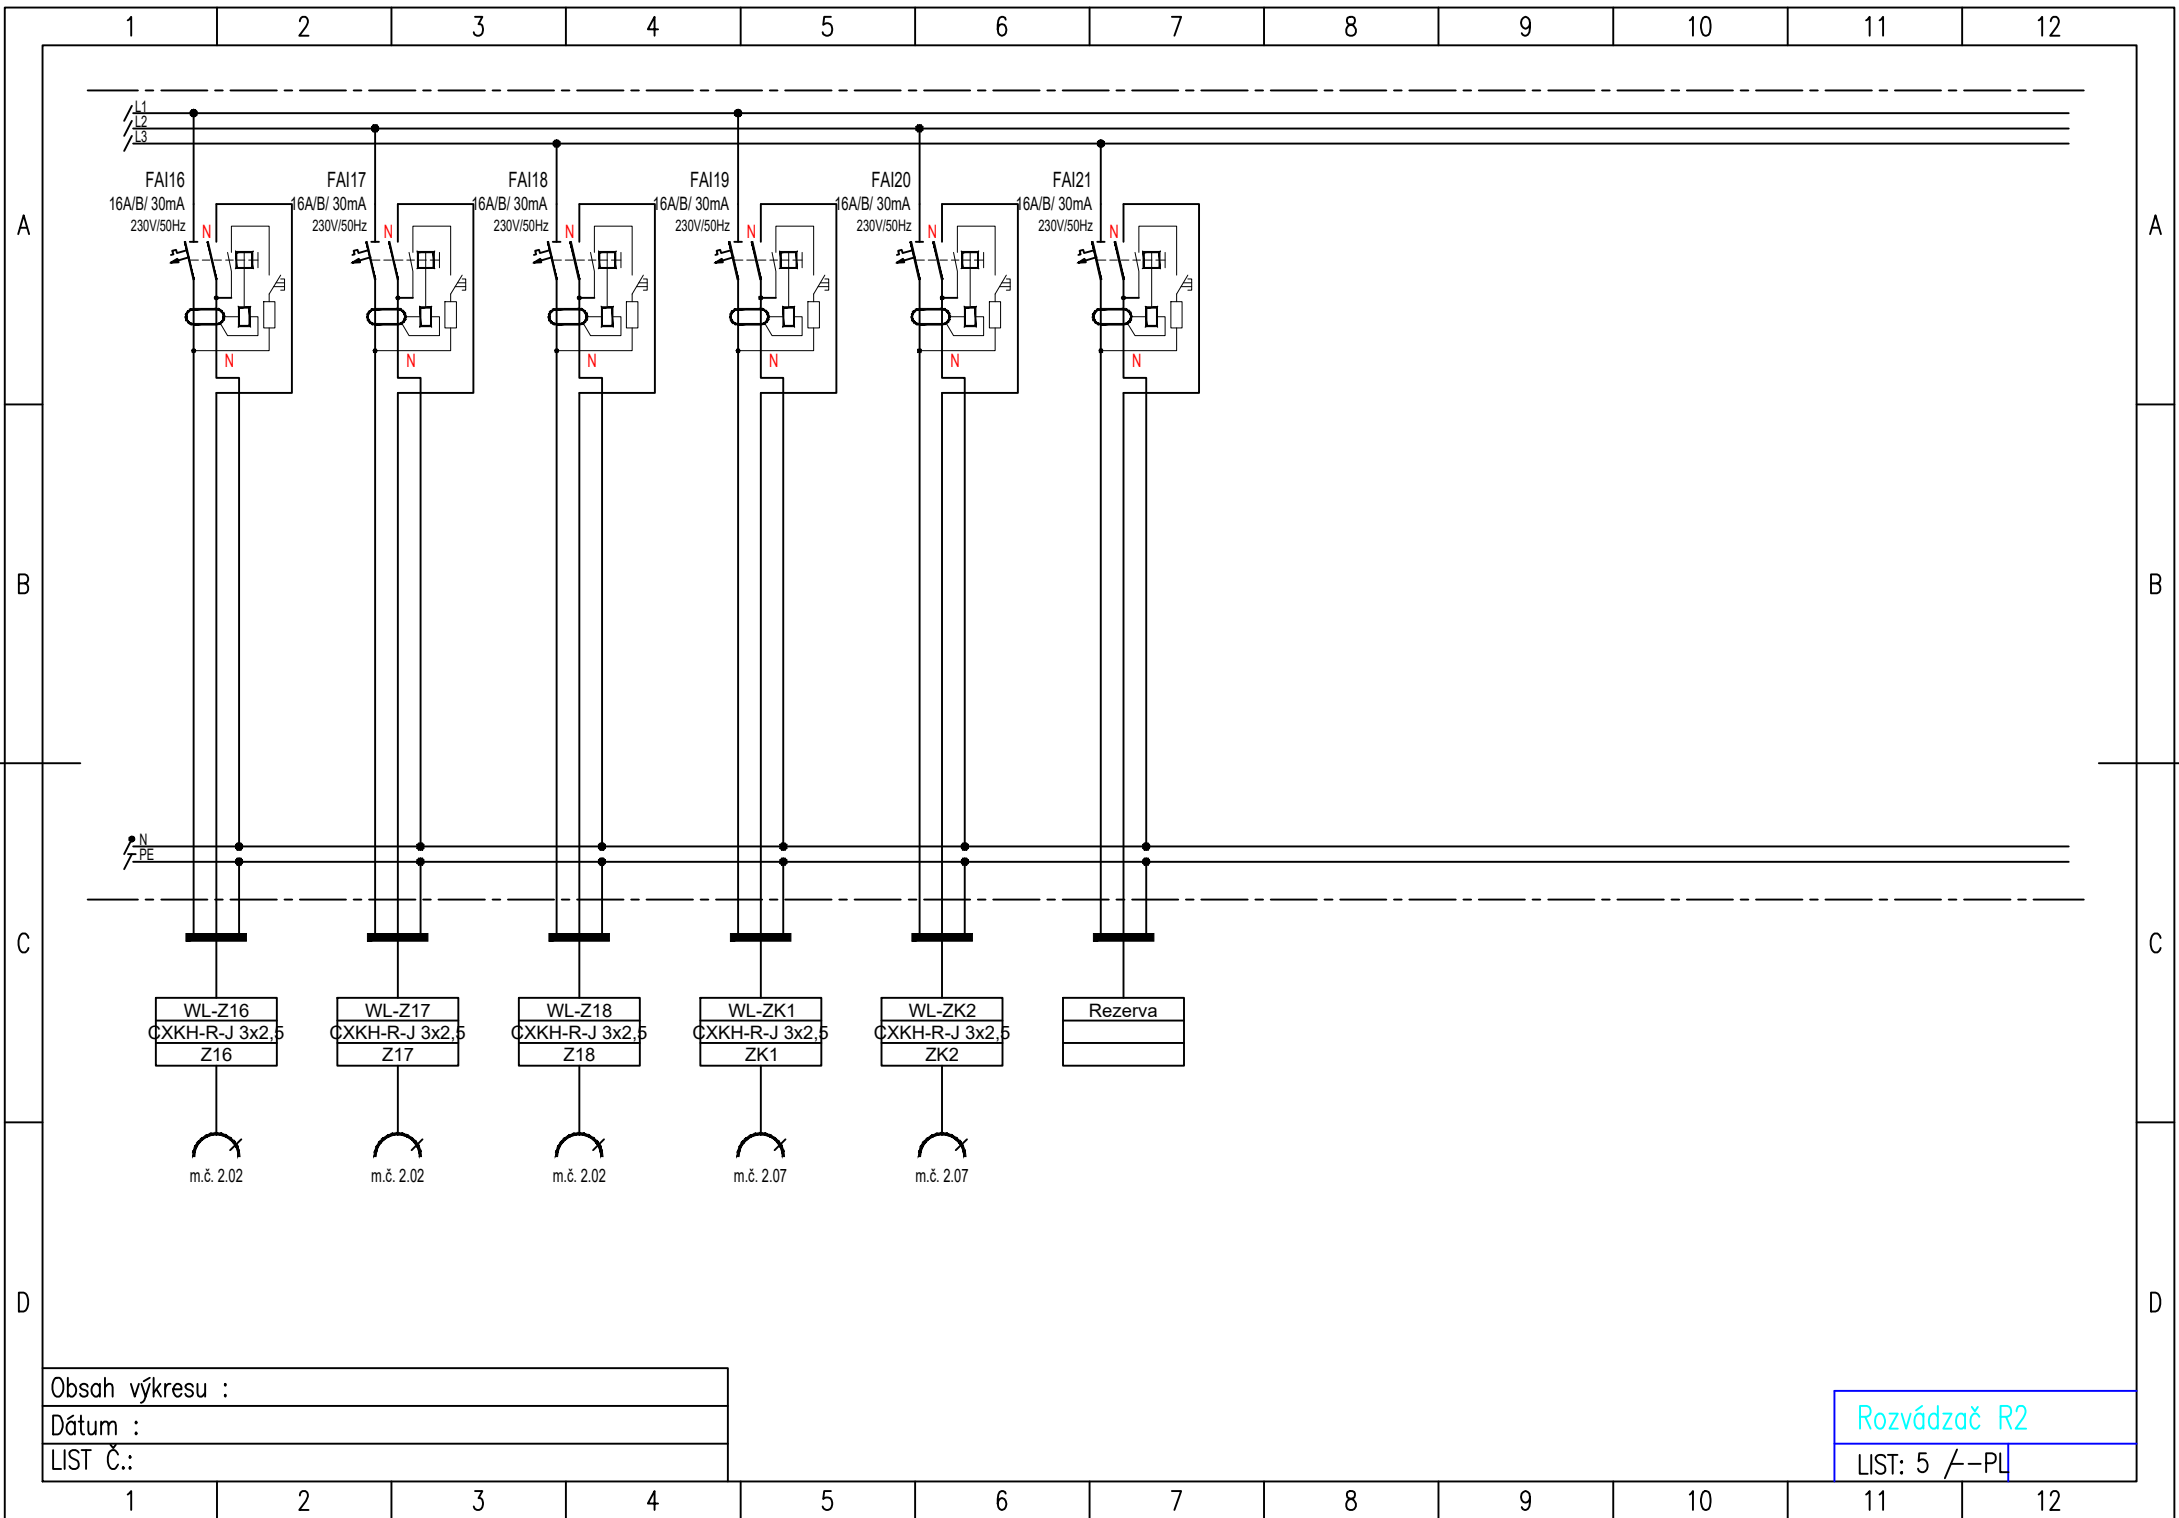 1 2 3 4 5 6 7 8 9 10 11 12
L1
L2
L3
FAI16 FAI17 FAI18 FAI19 FAI20 FAI21
16A/B/ 30mA 16A/B/ 30mA 16A/B/ 30mA 16A/B/ 30mA 16A/B/ 30mA 16A/B/ 30mA
230V/50Hz 230V/50Hz 230V/50Hz 230V/50Hz 230V/50Hz 230V/50Hz
A A
N N N N N N
N N N N N N
B B
N
PE
C C
WL-Z16 WL-Z17 WL-Z18 WL-ZK1 WL-ZK2 Rezerva
CXKH-R-J 3x2,5 CXKH-R-J 3x2,5 CXKH-R-J 3x2,5 CXKH-R-J 3x2,5 CXKH-R-J 3x2,5
Z16 Z17 Z18 ZK1 ZK2
m.č. 2.02 m.č. 2.02 m.č. 2.02 m.č. 2.07 m.č. 2.07
D D
Obsah výkresu :
Dátum :
LIST Č.:
Rozvádzač R2
LIST: 5 /--PL
1 2 3 4 5 6 7 8 9 10 11 12